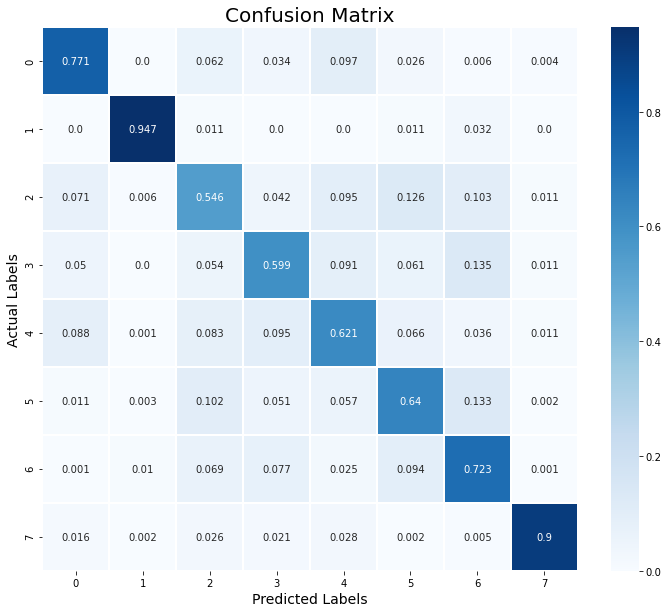 Confusion Matrix
0 0.771 0.0 0.062 0.034 0.097 0.026 0.006 0.004
1 0.0 0.947 0.011 0.0 0.0 0.011 0.032 0.0
2 0.071 0.006 0.546 0.042 0.095 0.126 0.103 0.011
3 0.05 0.0 0.054 0.599 0.091 0.061 0.135 0.011
4 0.088 0.001 0.083 0.095 0.621 0.066 0.036 0.011
5 0.011 0.003 0.102 0.051 0.057 0.64 0.133 0.002
6 0.001 0.01 0.069 0.077 0.025 0.094 0.723 0.001
7 0.016 0.002 0.026 0.021 0.028 0.002 0.005 0.9
0 1 2 3 4 5 6 7
Predicted Labels
Actual Labels
0.8
0.6
0.4
0.2
0.0